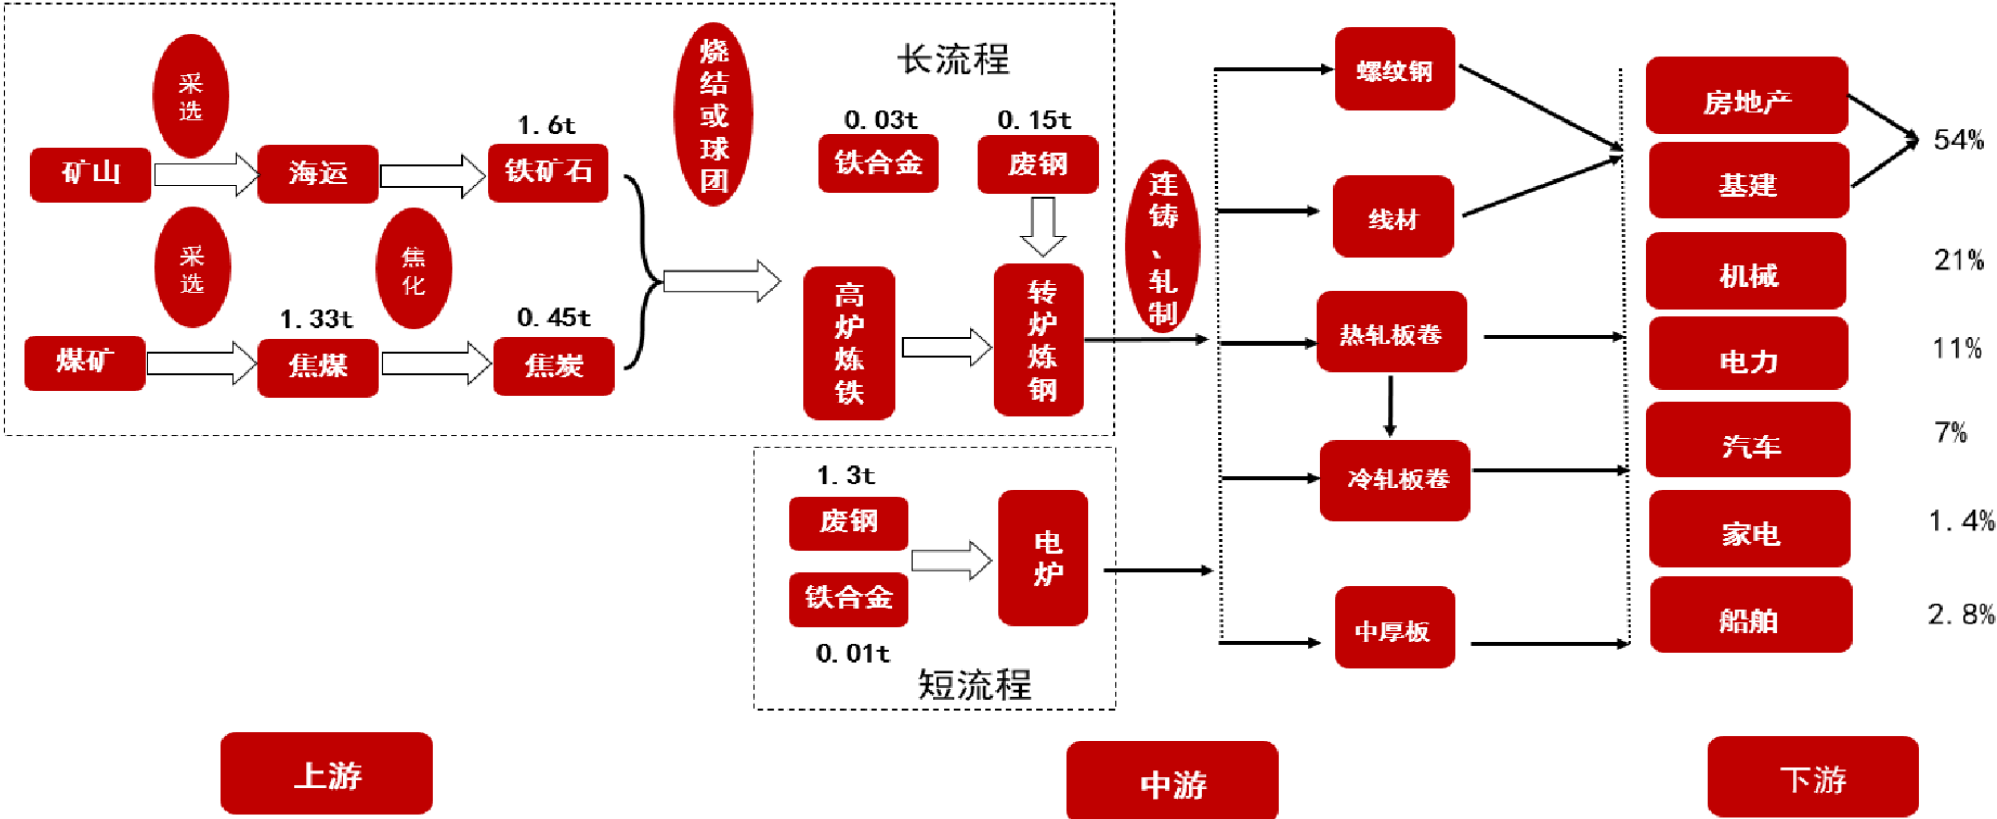 长流程
采选
烧结或球团
1.6t
0.03t
0.15t
矿山
海运
铁矿石
铁合金
废钢
采选
焦化
连铸、轧制
1.33t
0.45t
煤矿
焦煤
焦炭
高炉炼铁
转炉炼钢
1.3t
废钢
铁合金
0.01t
电炉
短流程
螺纹钢
线材
热轧板卷
冷轧板卷
中厚板
房地产
基建
54%
机械
21%
电力
11%
汽车
7%
家电
1.4%
船舶
2.8%
上游
中游
下游